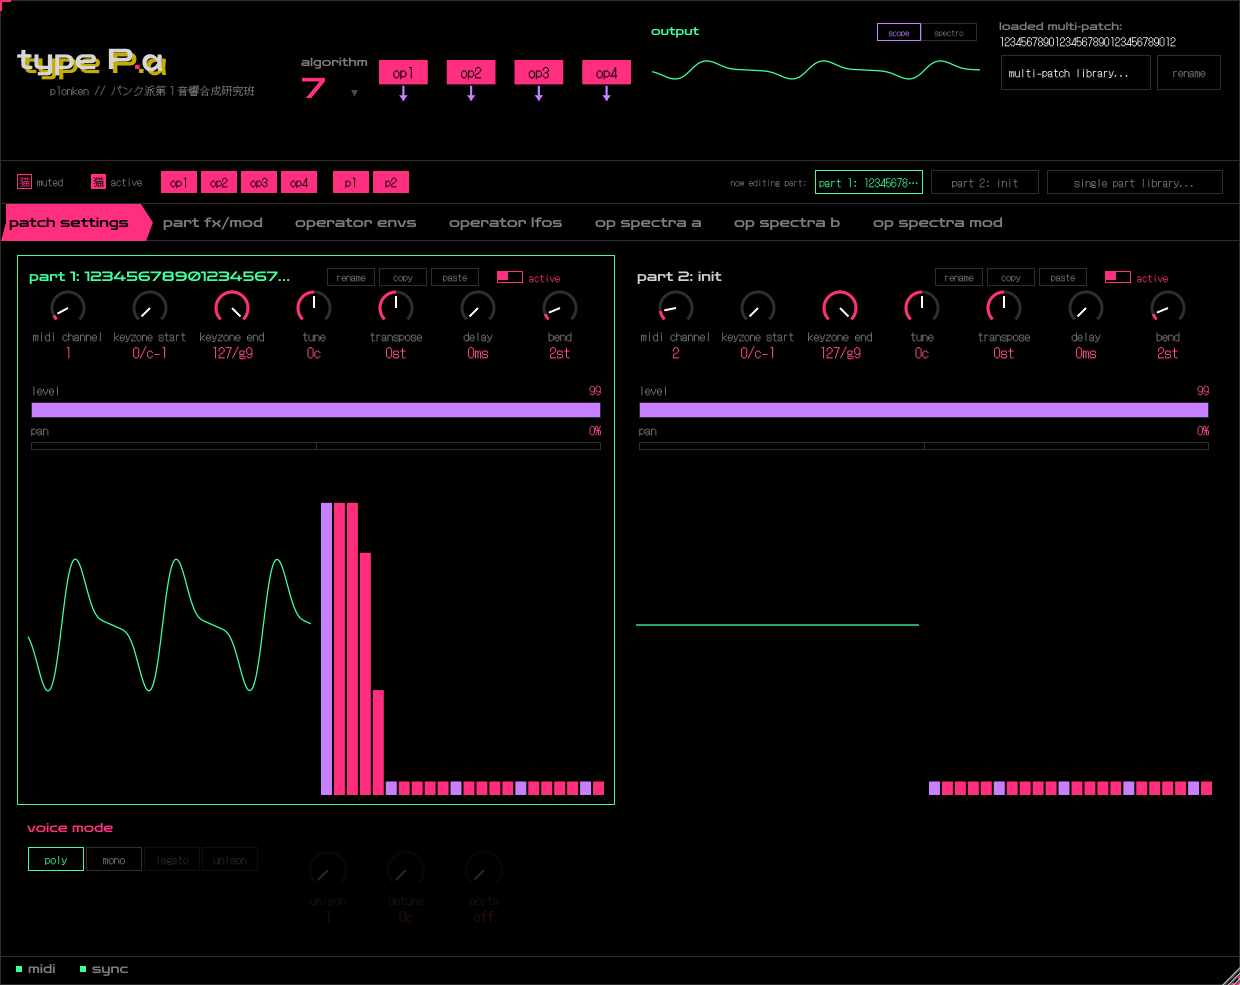 type P.a
plonken // パンク派第1音響合成研究班
algorithm
7 ▼
op1 op2 op3 op4
output
scope spectro
loaded multi-patch:
12345678901234567890123456789012
multi-patch library... rename
猫 muted 猫 active op1 op2 op3 op4 p1 p2
now editing part: part 1: 12345678… part 2: init single part library...
patch settings part fx/mod operator envs operator lfos op spectra a op spectra b op spectra mod
part 1: 12345678901234567... rename copy paste active
midi channel keyzone start keyzone end tune transpose delay bend
1 0/c-1 127/g9 0c 0st 0ms 2st
level 99
pan 0%
part 2: init rename copy paste active
midi channel keyzone start keyzone end tune transpose delay bend
2 0/c-1 127/g9 0c 0st 0ms 2st
level 99
pan 0%
voice mode
poly mono legato unison
unison detune porta
1 0c off
midi sync